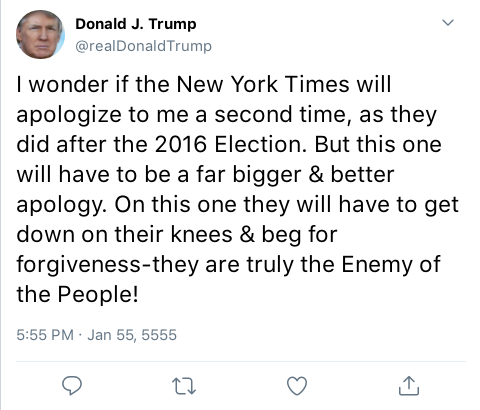 Donald J. Trump
@realDonaldTrump
I wonder if the New York Times will
apologize to me a second time, as they
did after the 2016 Election. But this one
will have to be a far bigger & better
apology. On this one they will have to get
down on their knees & beg for
forgiveness-they are truly the Enemy of
the People!
5:55 PM · Jan 55, 5555